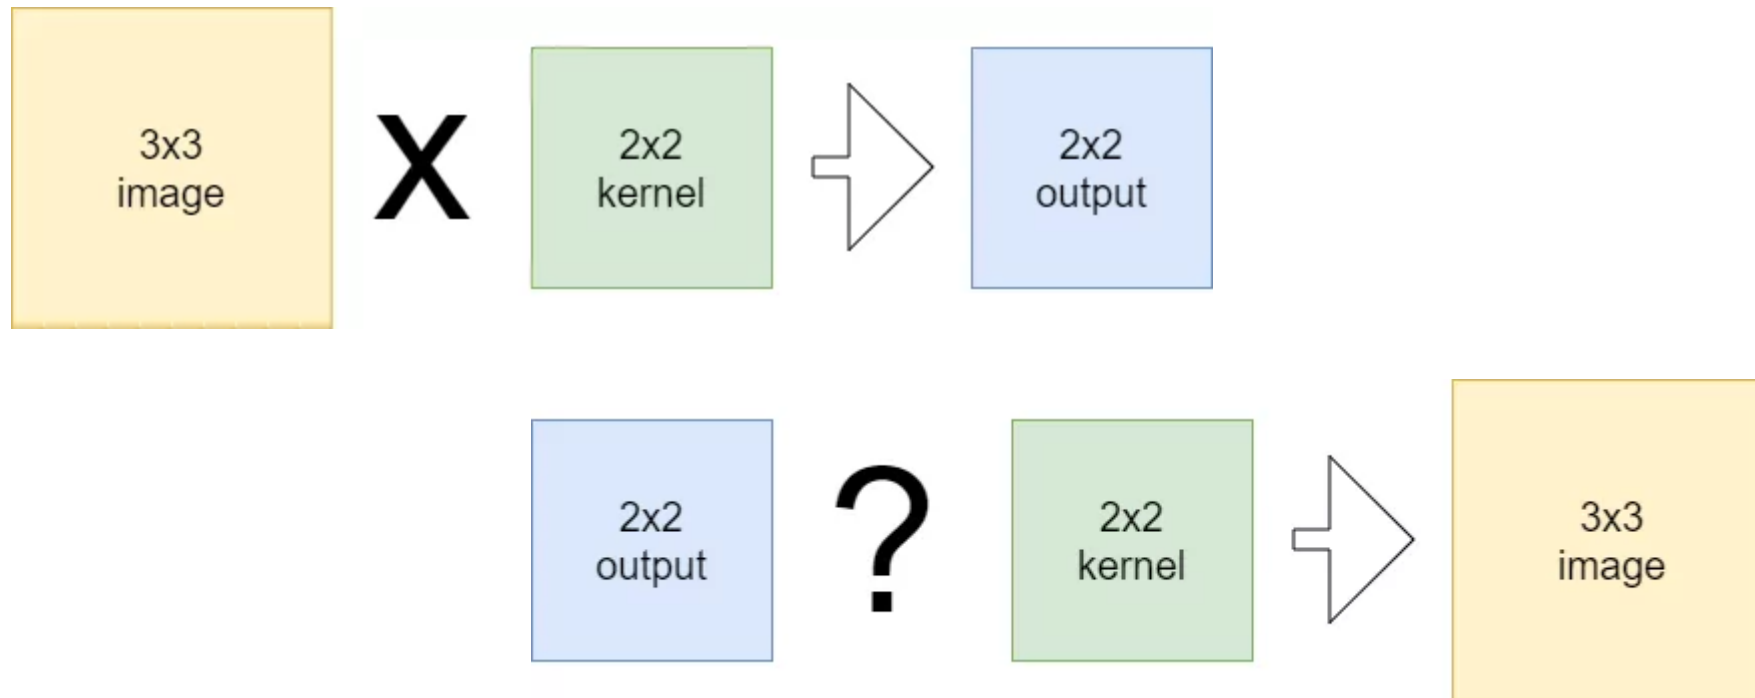 3x3
image
X
2x2
kernel
2x2
output
2x2
output
?
2x2
kernel
3x3
image